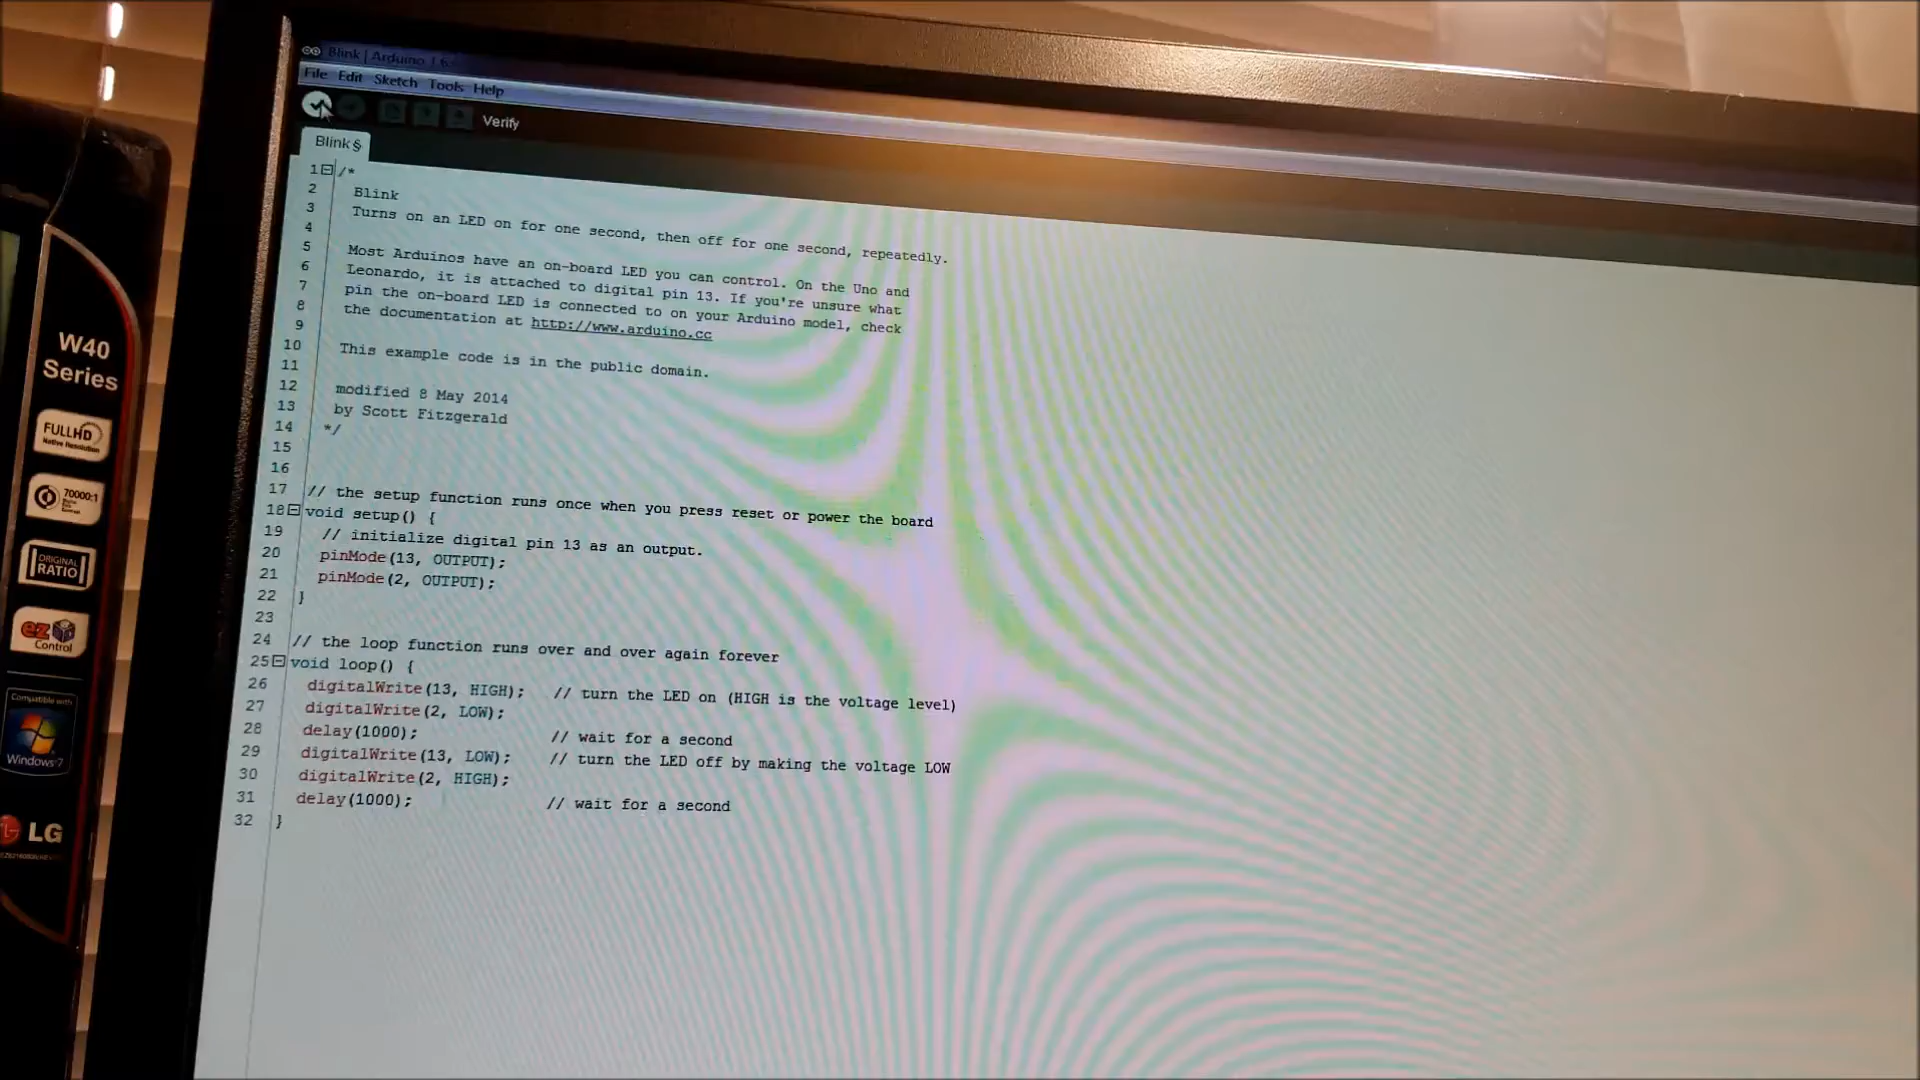 Blink | Arduino 1.6
File Edit Sketch Tools Help
Verify
Blink §
1 /*
2 Blink
3 Turns on an LED on for one second, then off for one second, repeatedly.
4
5 Most Arduinos have an on-board LED you can control. On the Uno and
6 Leonardo, it is attached to digital pin 13. If you're unsure what
7 pin the on-board LED is connected to on your Arduino model, check
8 the documentation at http://www.arduino.cc
9
10 This example code is in the public domain.
11
12 modified 8 May 2014
13 by Scott Fitzgerald
14 */
15
16
17 // the setup function runs once when you press reset or power the board
18 void setup() {
19 // initialize digital pin 13 as an output.
20 pinMode(13, OUTPUT);
21 pinMode(2, OUTPUT);
22 }
23
24 // the loop function runs over and over again forever
25 void loop() {
26 digitalWrite(13, HIGH); // turn the LED on (HIGH is the voltage level)
27 digitalWrite(2, LOW);
28 delay(1000); // wait for a second
29 digitalWrite(13, LOW); // turn the LED off by making the voltage LOW
30 digitalWrite(2, HIGH);
31 delay(1000); // wait for a second
32 }
W40
Series
FULL HD
Native Resolution
70000:1
ORIGINAL
RATIO
ez
Control
Compatible with
Windows 7
LG